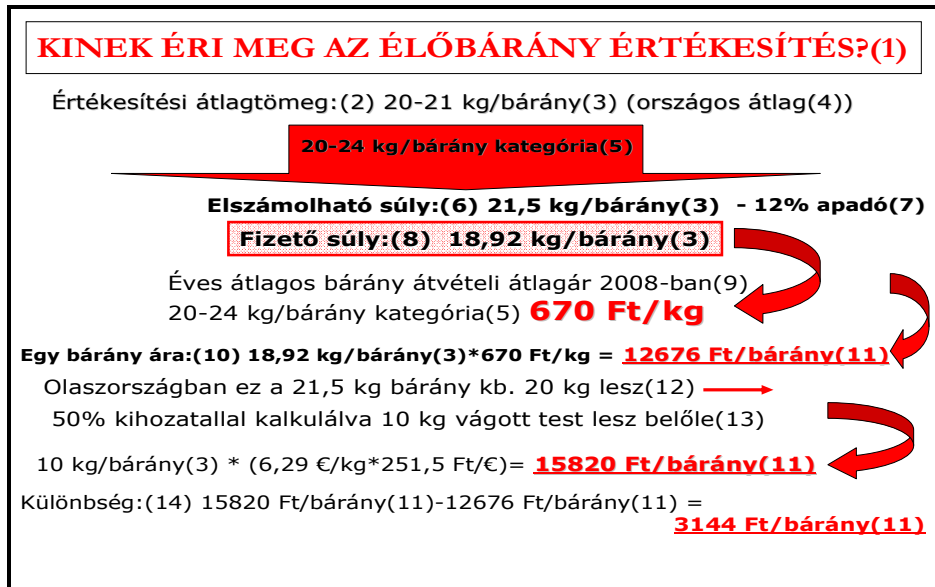 KINEK ÉRI MEG AZ ÉLŐBÁRÁNY ÉRTÉKESÍTÉS?(1)
Értékesítési átlagtömeg:(2) 20-21 kg/bárány(3) (országos átlag(4))
20-24 kg/bárány kategória(5)
Elszámolható súly:(6) 21,5 kg/bárány(3) - 12% apadó(7)
Fizető súly:(8) 18,92 kg/bárány(3)
Éves átlagos bárány átvételi átlagár 2008-ban(9)
20-24 kg/bárány kategória(5) 670 Ft/kg
Egy bárány ára:(10) 18,92 kg/bárány(3)*670 Ft/kg = 12676 Ft/bárány(11)
Olaszországban ez a 21,5 kg bárány kb. 20 kg lesz(12)
50% kihozatallal kalkulálva 10 kg vágott test lesz belőle(13)
10 kg/bárány(3) * (6,29 €/kg*251,5 Ft/€)= 15820 Ft/bárány(11)
Különbség:(14) 15820 Ft/bárány(11)-12676 Ft/bárány(11) =
3144 Ft/bárány(11)